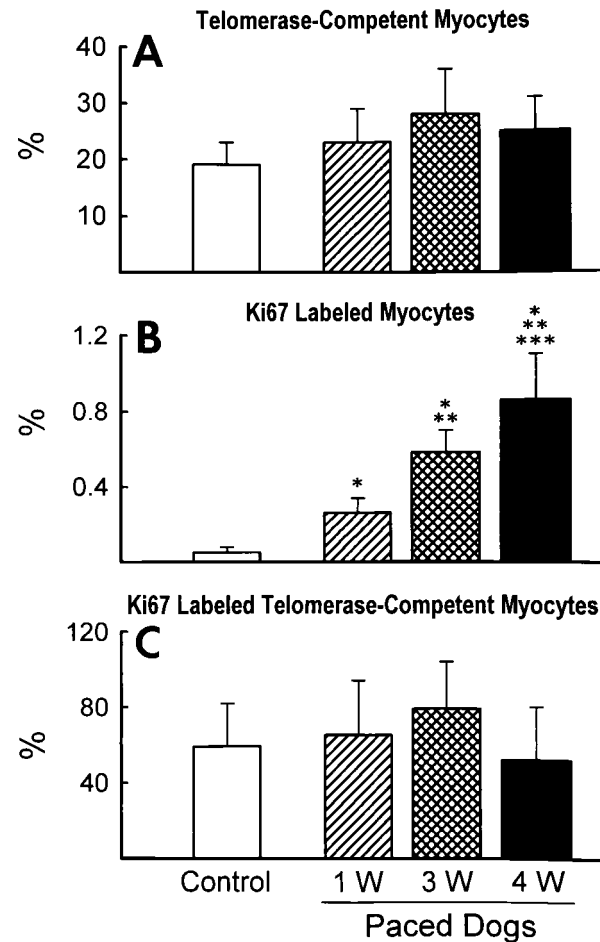 Telomerase-Competent Myocytes
A
40
30
20
10
%
Ki67 Labeled Myocytes
B
1.2
0.8
0.4
%
*
*
**
*
**
***
Ki67 Labeled Telomerase-Competent Myocytes
C
120
80
40
%
Control 1 W 3 W 4 W
Paced Dogs